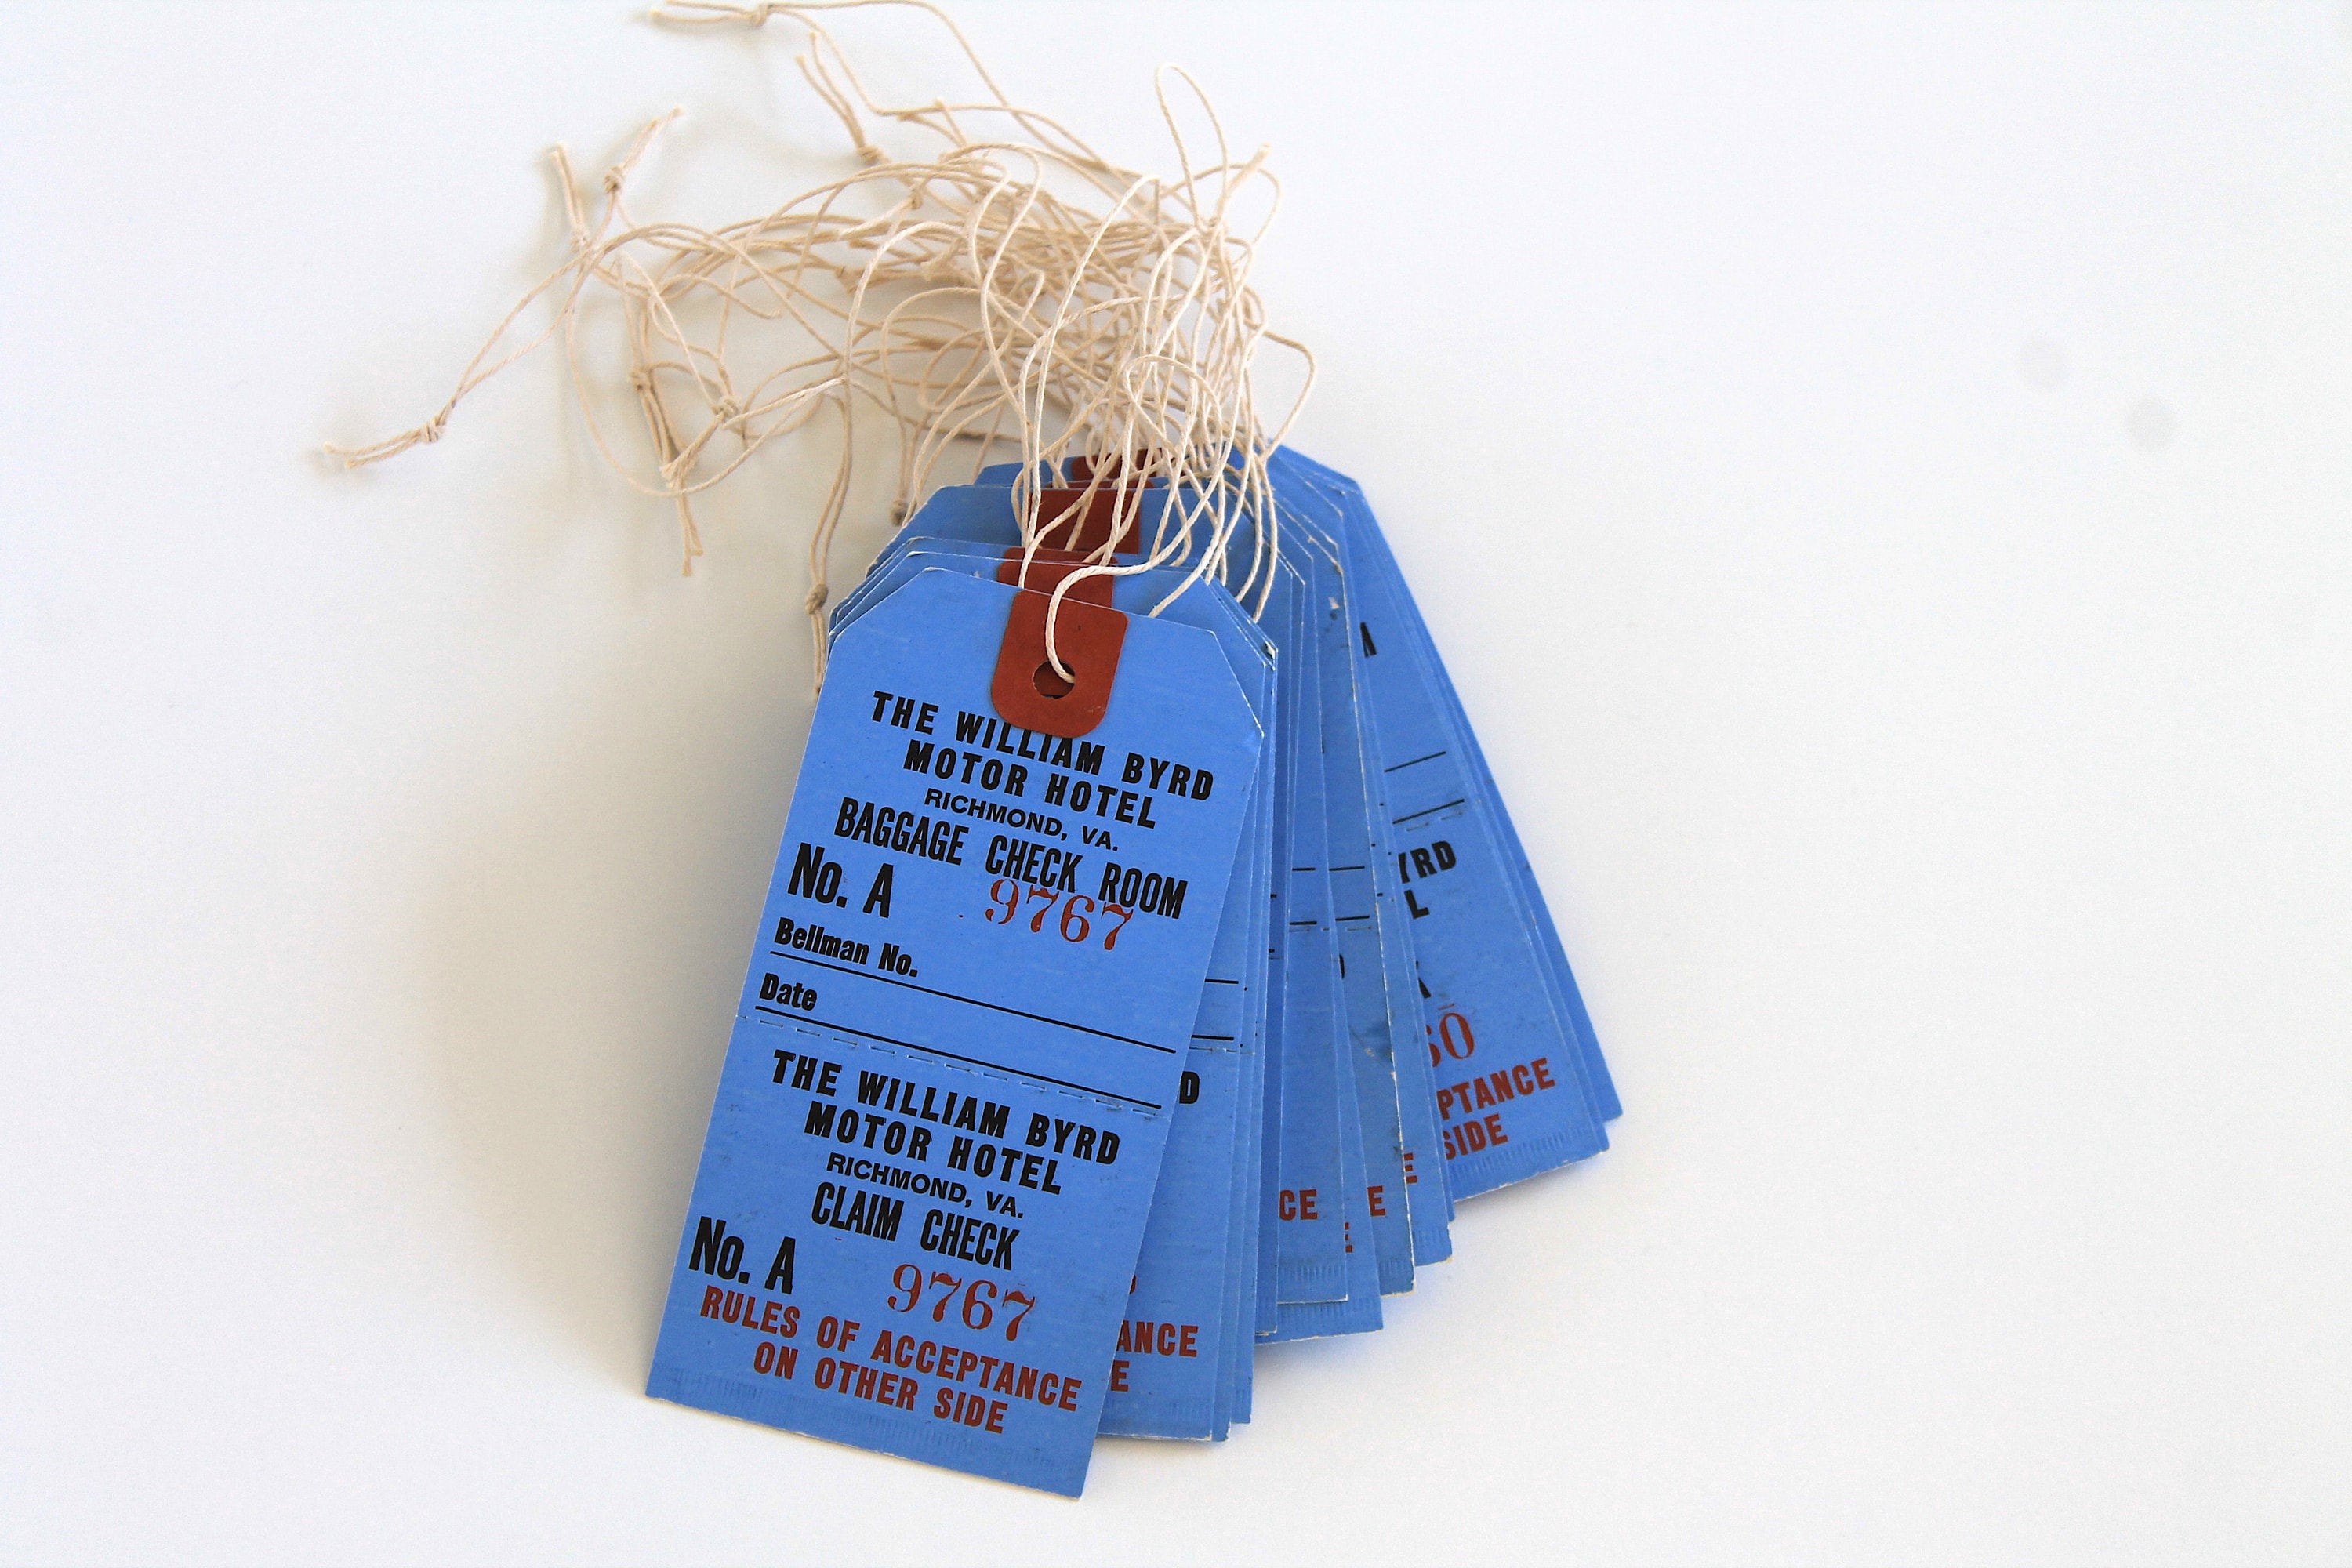 THE WILLIAM BYRD
MOTOR HOTEL
RICHMOND, VA.
BAGGAGE CHECK ROOM
No. A 9767
Bellman No.
Date
THE WILLIAM BYRD
MOTOR HOTEL
RICHMOND, VA.
CLAIM CHECK
No. A 9767
RULES OF ACCEPTANCE
ON OTHER SIDE
SIDE